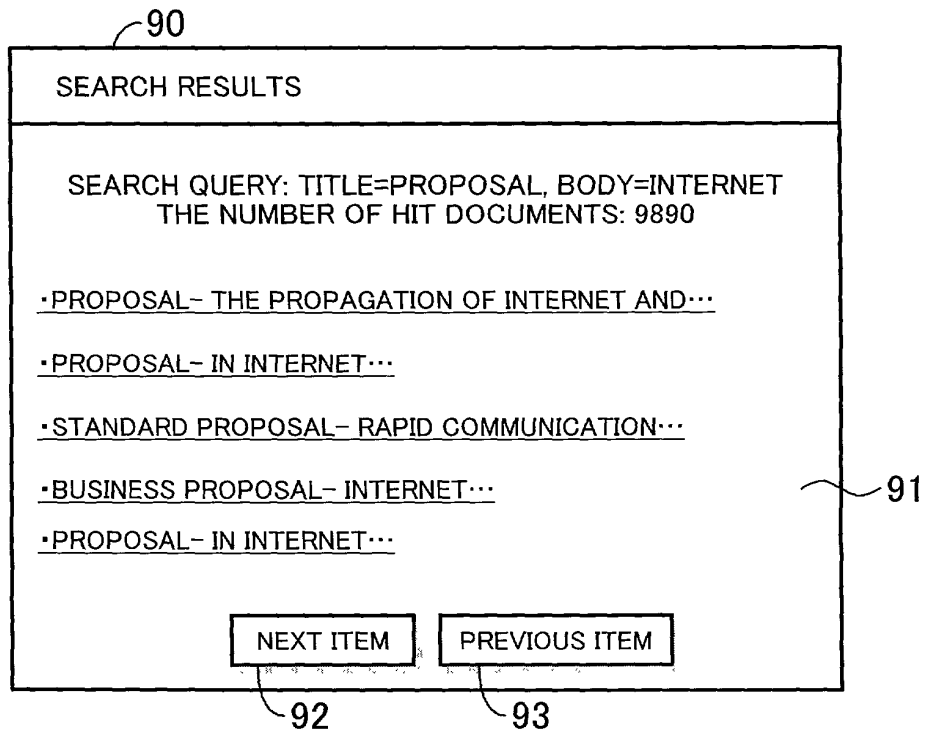 90
SEARCH RESULTS
SEARCH QUERY: TITLE=PROPOSAL, BODY=INTERNET
THE NUMBER OF HIT DOCUMENTS: 9890
・PROPOSAL- THE PROPAGATION OF INTERNET AND···
・PROPOSAL- IN INTERNET···
・STANDARD PROPOSAL- RAPID COMMUNICATION···
・BUSINESS PROPOSAL- INTERNET···
91
・PROPOSAL- IN INTERNET···
NEXT ITEM PREVIOUS ITEM
92 93